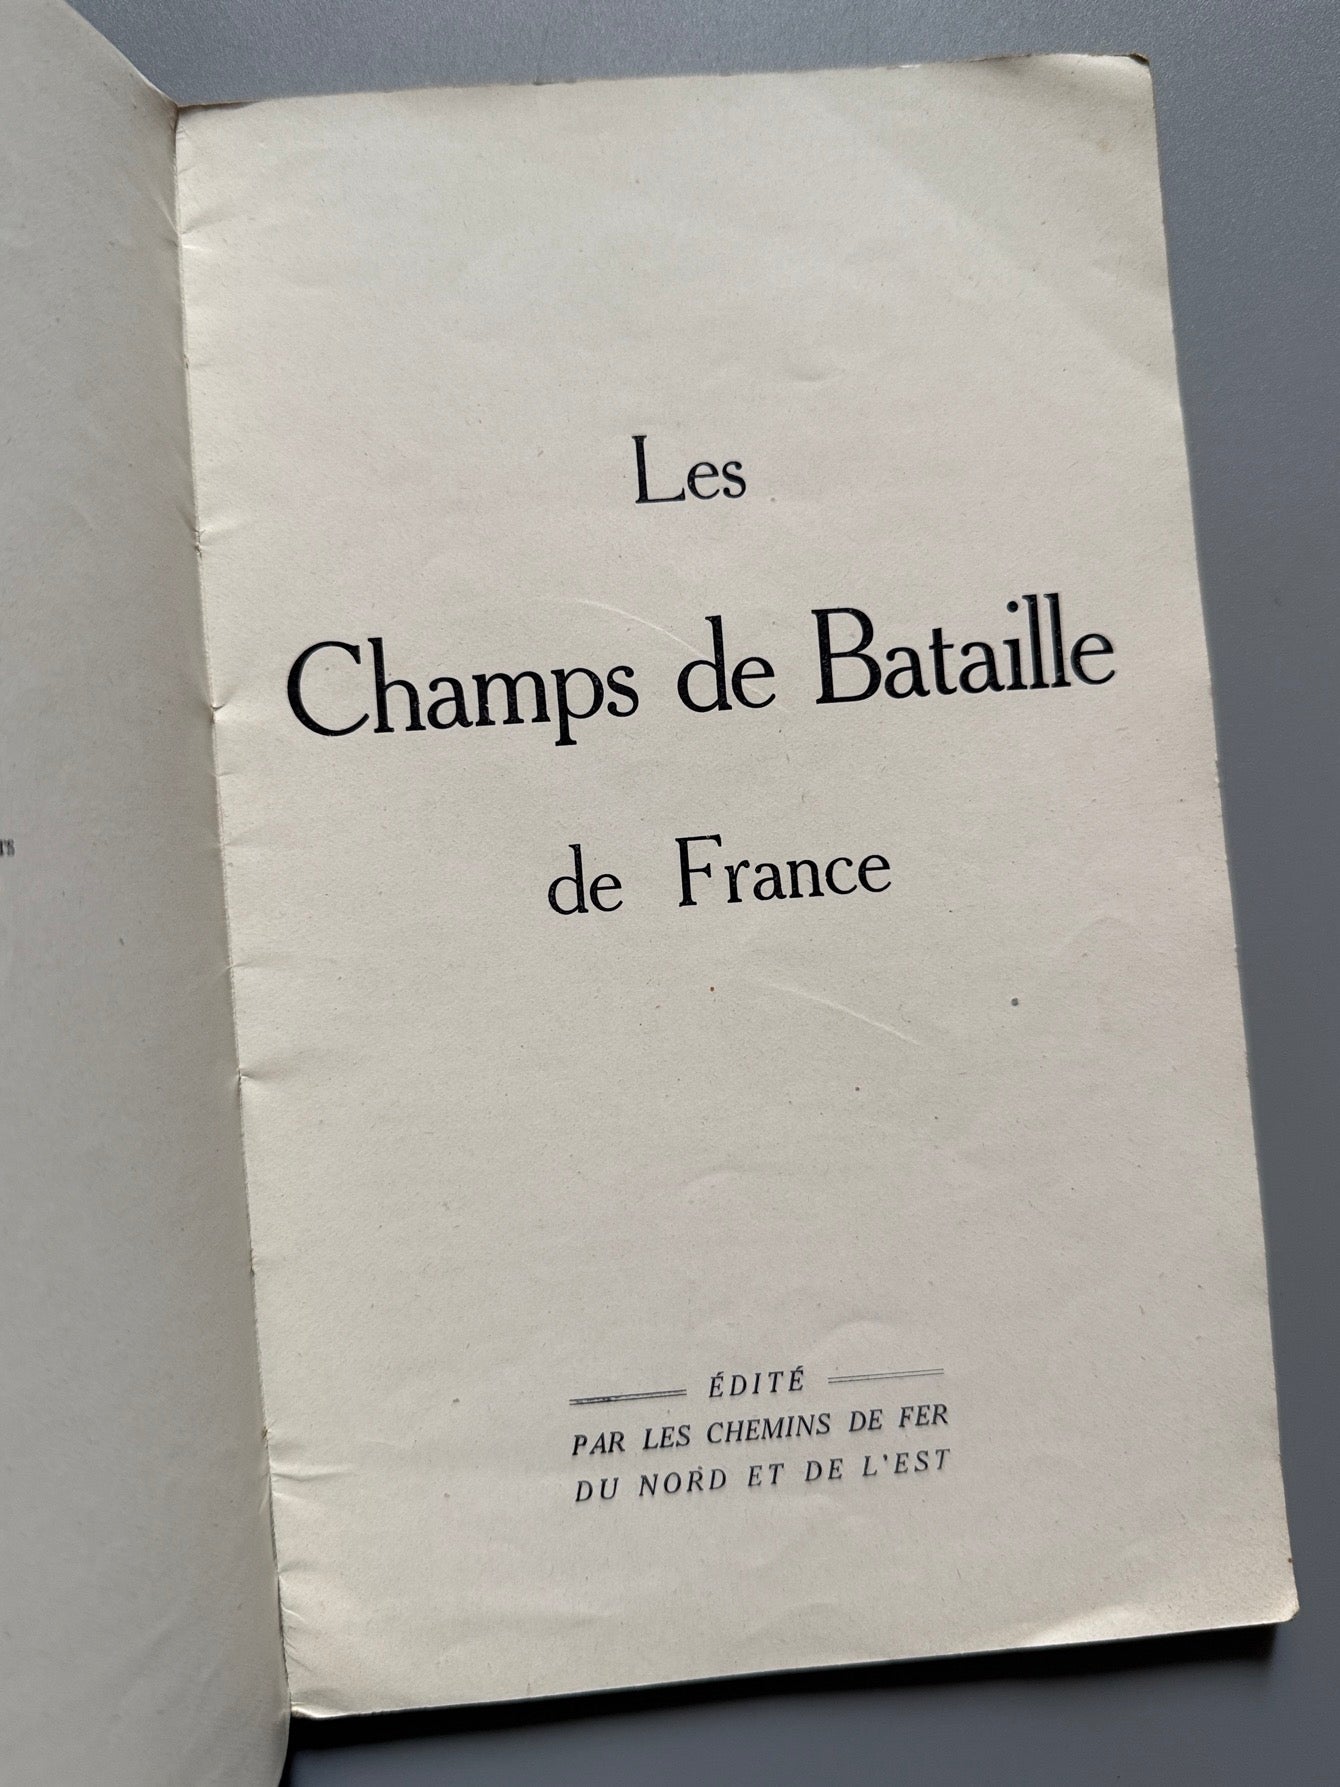 Les
Champs de Bataille
de France
ÉDITÉ
PAR LES CHEMINS DE FER
DU NORD ET DE L'EST